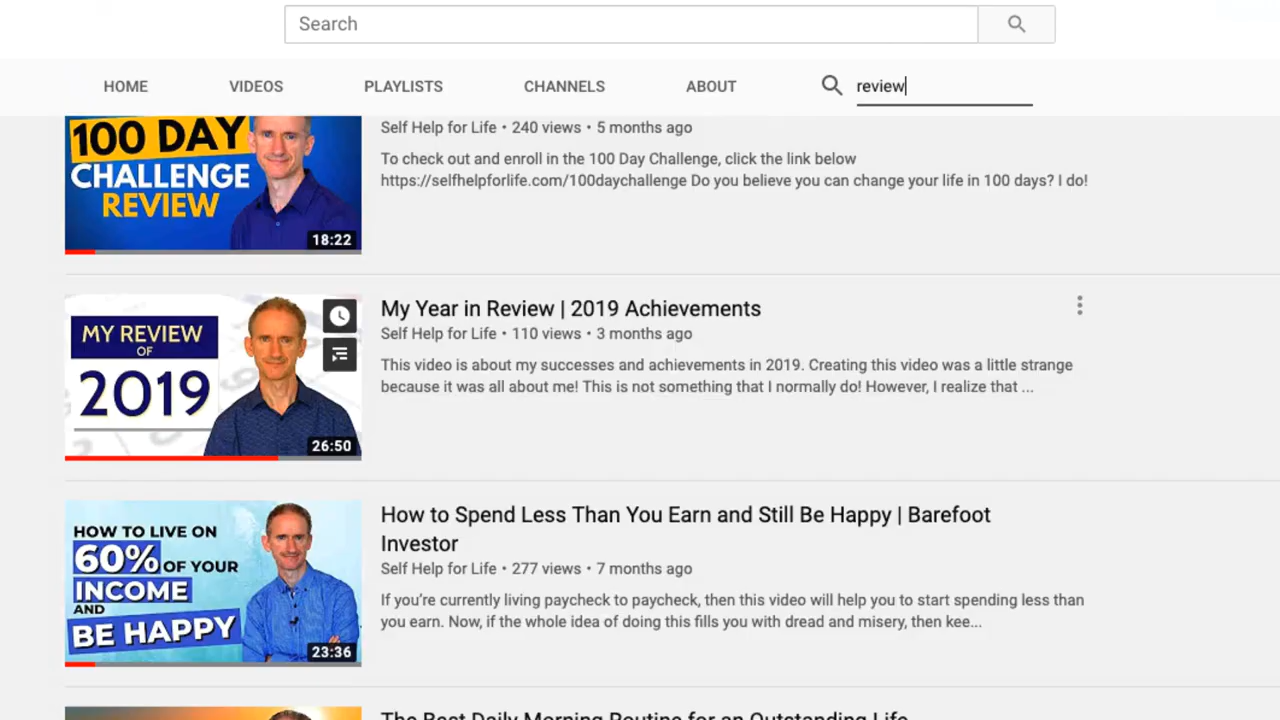 Search
HOME VIDEOS PLAYLISTS CHANNELS ABOUT review
100 DAY
CHALLENGE
REVIEW
18:22
Self Help for Life • 240 views • 5 months ago
To check out and enroll in the 100 Day Challenge, click the link below
https://selfhelpforlife.com/100daychallenge Do you believe you can change your life in 100 days? I do!
MY REVIEW
OF
2019
26:50
My Year in Review | 2019 Achievements
Self Help for Life • 110 views • 3 months ago
This video is about my successes and achievements in 2019. Creating this video was a little strange
because it was all about me! This is not something that I normally do! However, I realize that ...
HOW TO LIVE ON
60% OF YOUR
INCOME
AND
BE HAPPY
23:36
How to Spend Less Than You Earn and Still Be Happy | Barefoot
Investor
Self Help for Life • 277 views • 7 months ago
If you're currently living paycheck to paycheck, then this video will help you to start spending less than
you earn. Now, if the whole idea of doing this fills you with dread and misery, then kee...
The Best Daily Morning Routine for an Outstanding Life